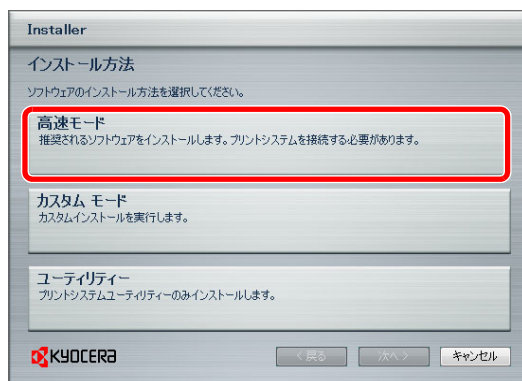 Installer
インストール方法
ソフトウェアのインストール方法を選択してください。
高速モード
推奨されるソフトウェアをインストールします。プリントシステムを接続する必要があります。
カスタム モード
カスタムインストールを実行します。
ユーティリティー
プリントシステムユーティリティーのみインストールします。
KYOCERA
< 戻る
次へ >
キャンセル